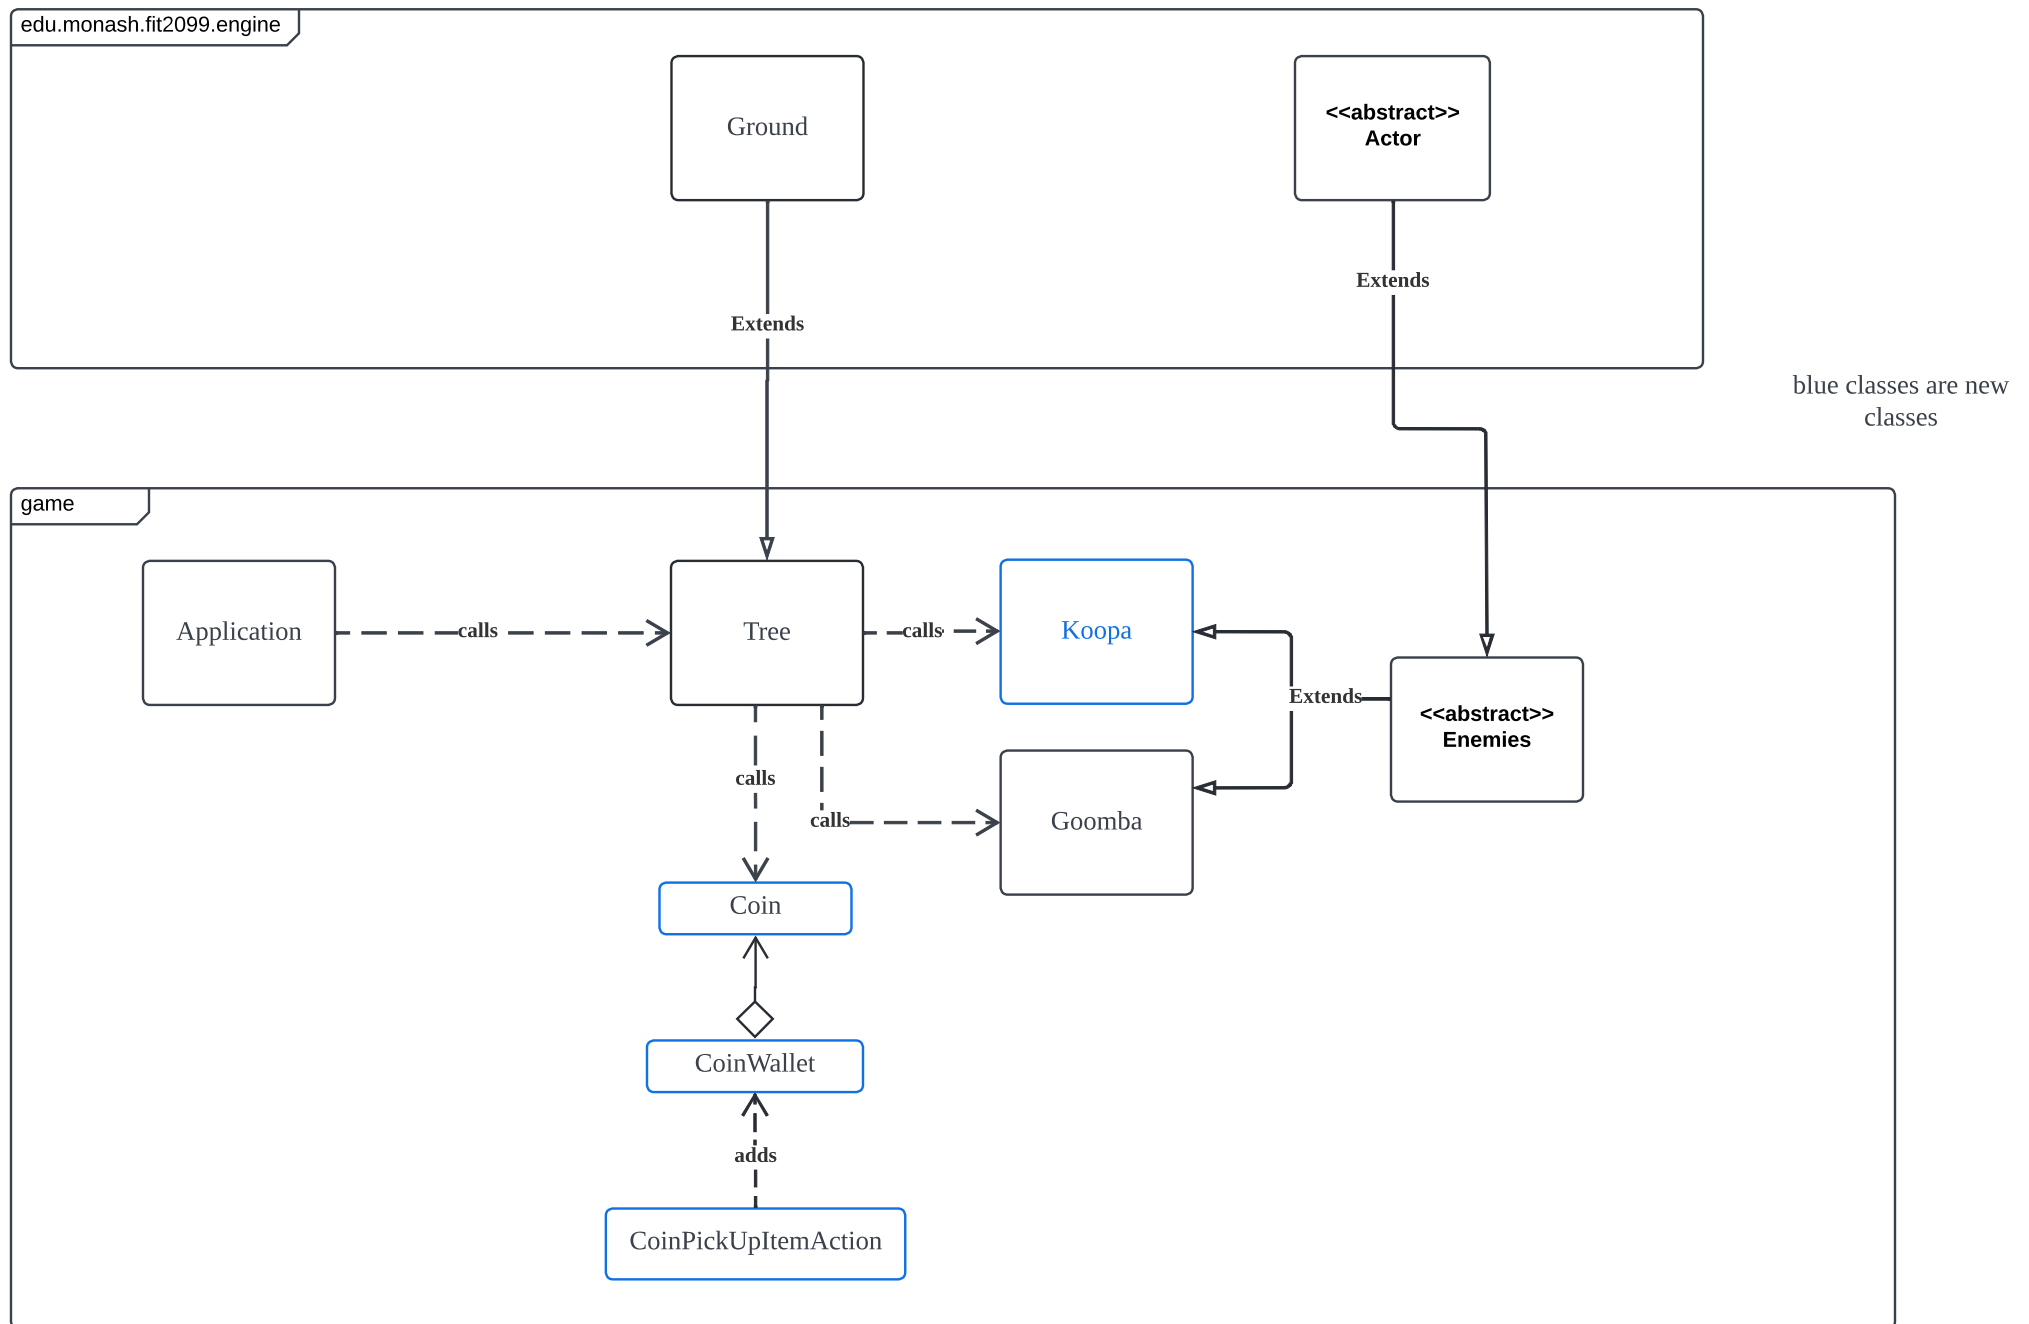 edu.monash.fit2099.engine
Ground
<<abstract>>
Actor
Extends
Extends
blue classes are new
classes
game
Application
calls
Tree
calls
Koopa
Extends
<<abstract>>
Enemies
calls
calls
Goomba
Coin
CoinWallet
adds
CoinPickUpItemAction